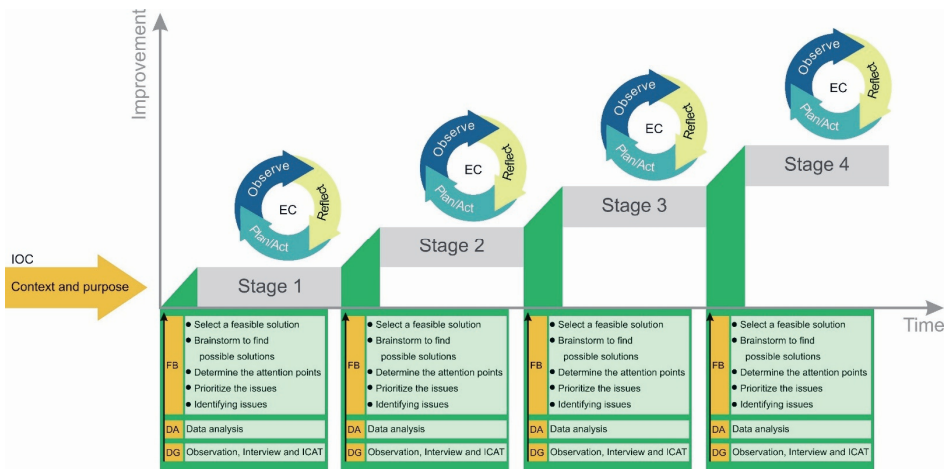 Improvement
Observe
Reflect
Plan/Act
EC
Observe
Reflect
Plan/Act
EC
Observe
Reflect
Plan/Act
EC
Observe
Reflect
Plan/Act
EC
Stage 4
Stage 3
Stage 2
Stage 1
IOC
Context and purpose
Time
FB
● Select a feasible solution
● Brainstorm to find
possible solutions
● Determine the attention points
● Prioritize the issues
● Identifying issues
DA Data analysis
DG Observation, Interview and ICAT
FB
● Select a feasible solution
● Brainstorm to find
possible solutions
● Determine the attention points
● Prioritize the issues
● Identifying issues
DA Data analysis
DG Observation, Interview and ICAT
FB
● Select a feasible solution
● Brainstorm to find
possible solutions
● Determine the attention points
● Prioritize the issues
● Identifying issues
DA Data analysis
DG Observation, Interview and ICAT
FB
● Select a feasible solution
● Brainstorm to find
possible solutions
● Determine the attention points
● Prioritize the issues
● Identifying issues
DA Data analysis
DG Observation, Interview and ICAT